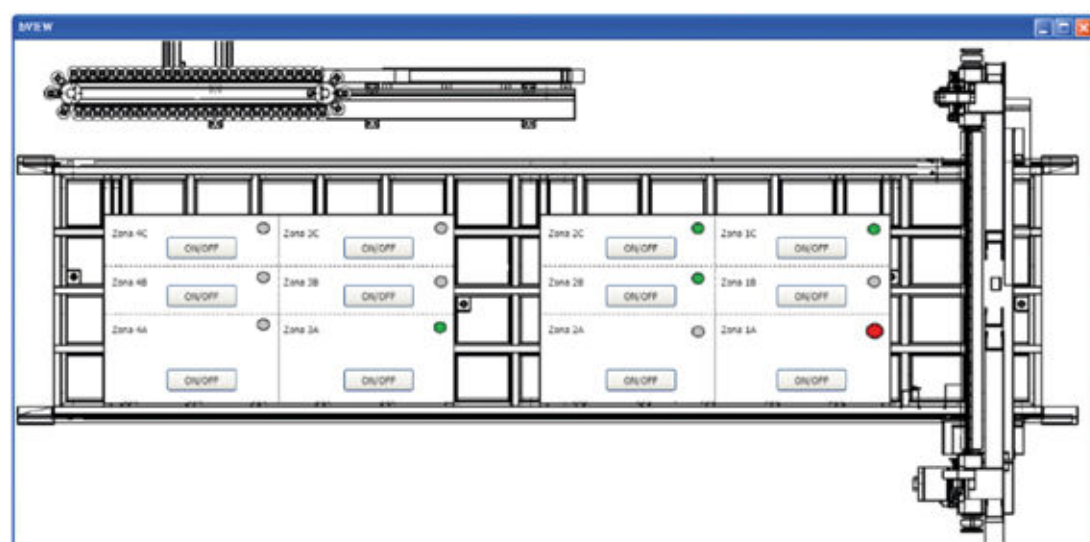 hVIEW
Zona 4C
ON/OFF
Zona 3C
ON/OFF
Zona 2C
ON/OFF
Zona 1C
ON/OFF
Zona 4B
ON/OFF
Zona 3B
ON/OFF
Zona 2B
ON/OFF
Zona 1B
ON/OFF
Zona 4A
ON/OFF
Zona 3A
ON/OFF
Zona 2A
ON/OFF
Zona 1A
ON/OFF